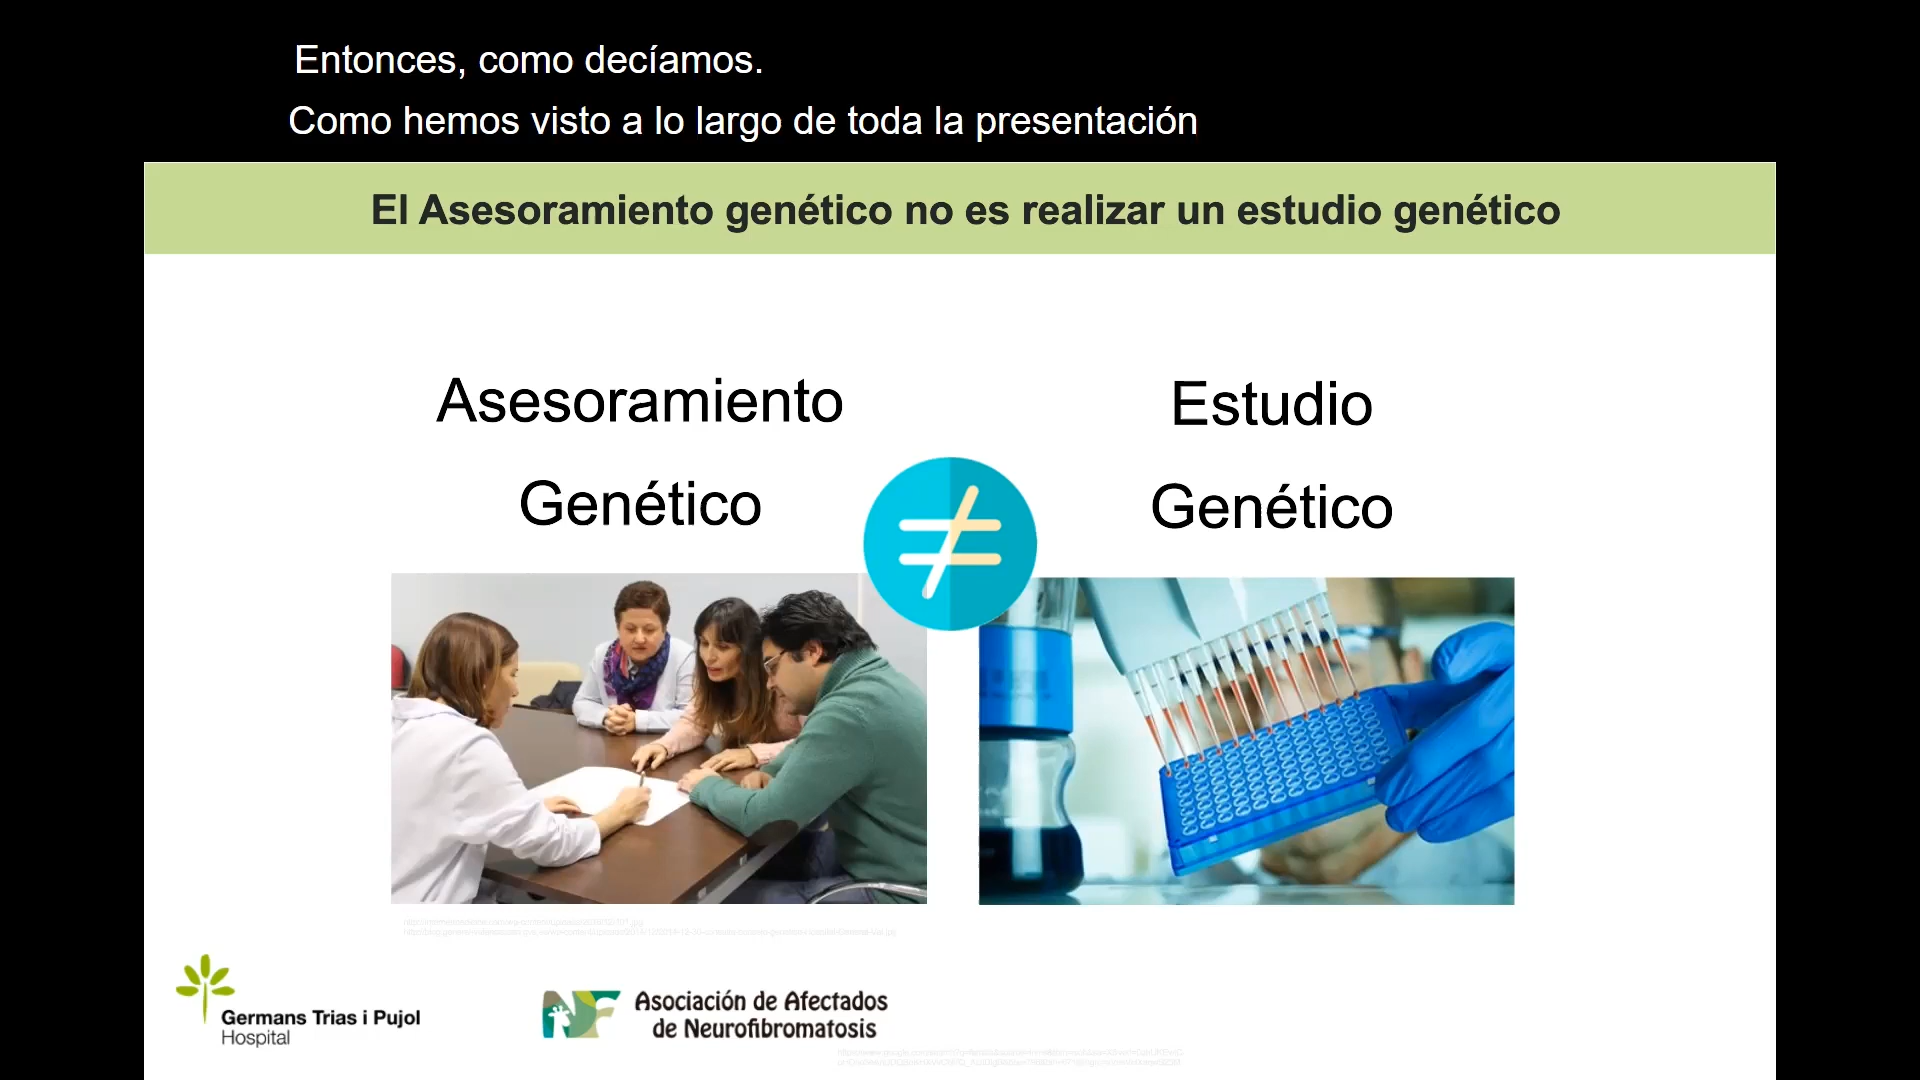 Entonces, como decíamos.
Como hemos visto a lo largo de toda la presentación
El Asesoramiento genético no es realizar un estudio genético
Asesoramiento
Genético
≠
Estudio
Genético
Germans Trias i Pujol
Hospital
NF
Asociación de Afectados
de Neurofibromatosis